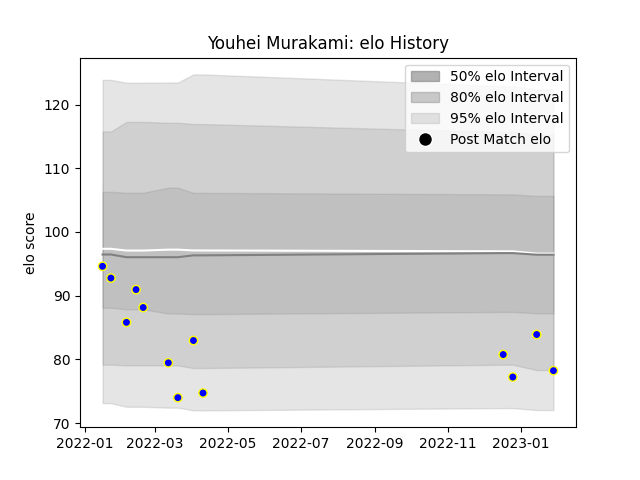 Youhei Murakami: elo History
50% elo Interval
80% elo Interval
95% elo Interval
Post Match elo
elo score
120
110
100
90
80
70
2022-01 2022-03 2022-05 2022-07 2022-09 2022-11 2023-01